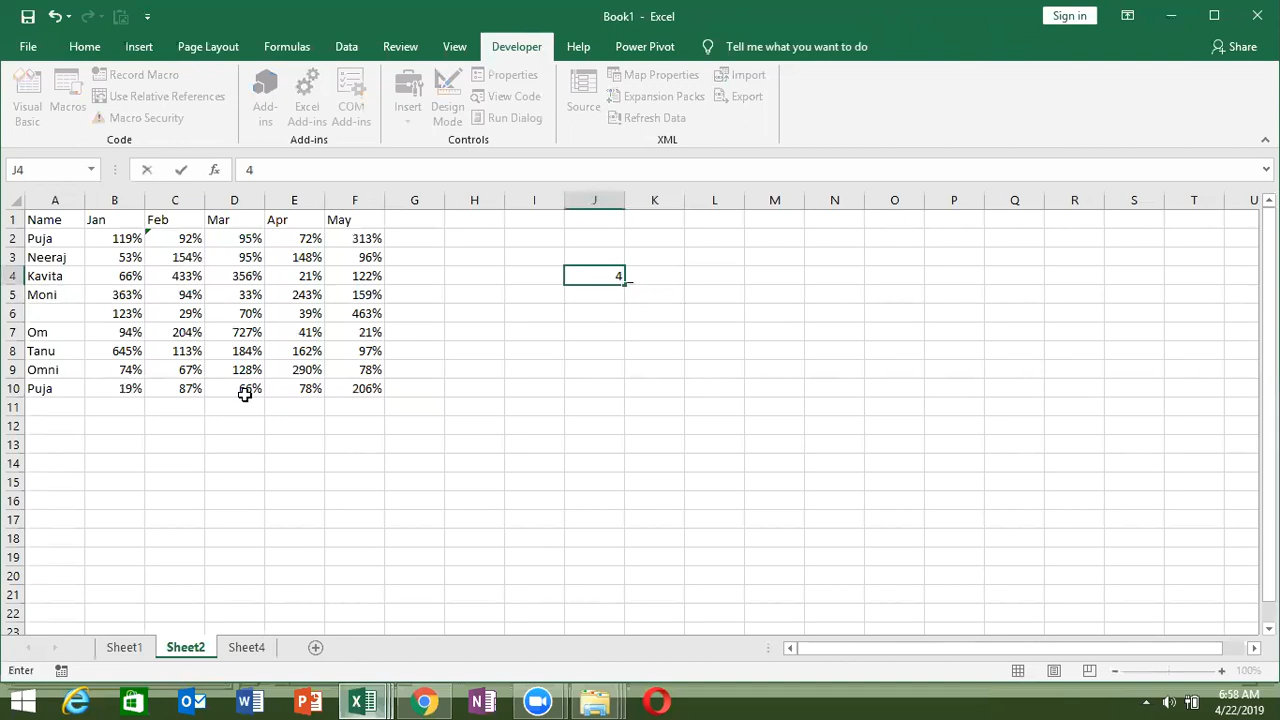 Book1 - Excel
Sign in
File Home Insert Page Layout Formulas Data Review View Developer Help Power Pivot Tell me what you want to do Share
Visual Basic
Macros
Record Macro
Use Relative References
Macro Security
Code
Add-ins
Excel Add-ins
COM Add-ins
Add-ins
Insert
Design Mode
Properties
View Code
Run Dialog
Controls
Source
Map Properties
Expansion Packs
Refresh Data
Import
Export
XML
J4 fx 4
A B C D E F G H I J K L M N O P Q R S T U
1 Name Jan Feb Mar Apr May
2 Puja 119% 92% 95% 72% 313%
3 Neeraj 53% 154% 95% 148% 96%
4 Kavita 66% 433% 356% 21% 122% 4
5 Moni 363% 94% 33% 243% 159%
6 123% 29% 70% 39% 463%
7 Om 94% 204% 727% 41% 21%
8 Tanu 645% 113% 184% 162% 97%
9 Omni 74% 67% 128% 290% 78%
10 Puja 19% 87% 78% 206%
11
12
13
14
15
16
17
18
19
20
21
22
23
Sheet1 Sheet2 Sheet4
Enter 100%
6:58 AM
4/22/2019